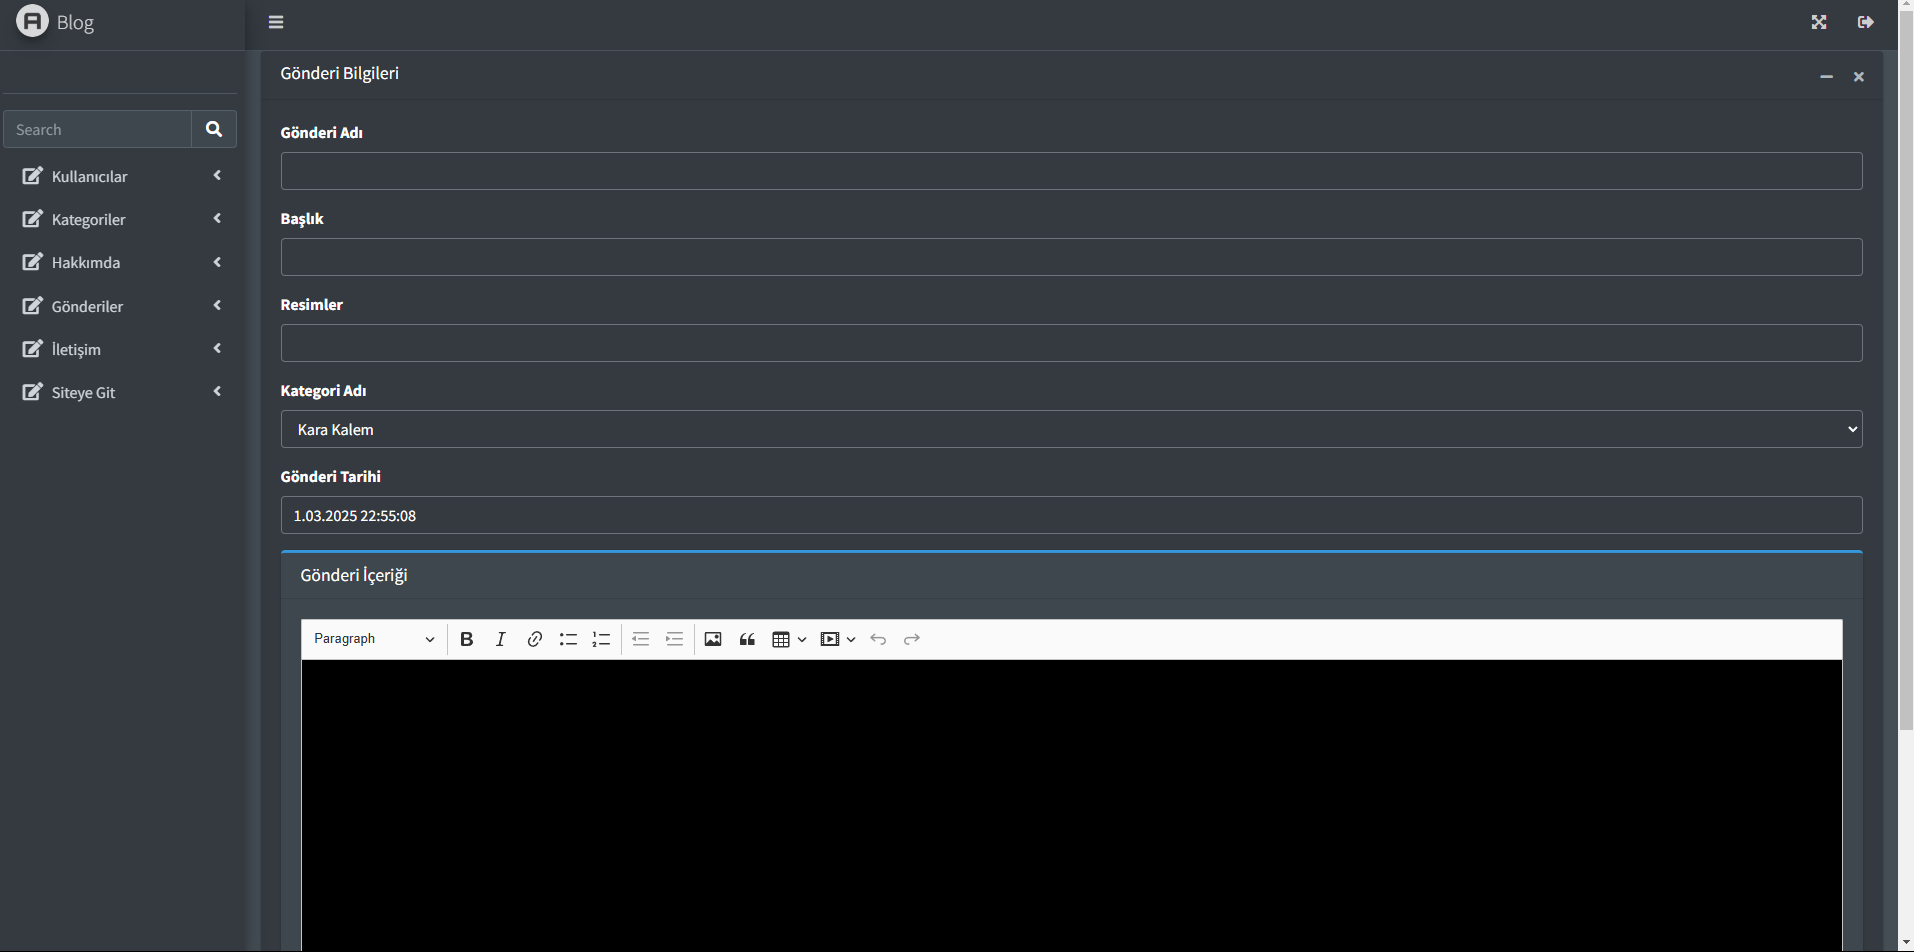 Blog
Search
Kullanıcılar
Kategoriler
Hakkımda
Gönderiler
İletişim
Siteye Git
Gönderi Bilgileri
Gönderi Adı
Başlık
Resimler
Kategori Adı
Kara Kalem
Gönderi Tarihi
1.03.2025 22:55:08
Gönderi İçeriği
Paragraph